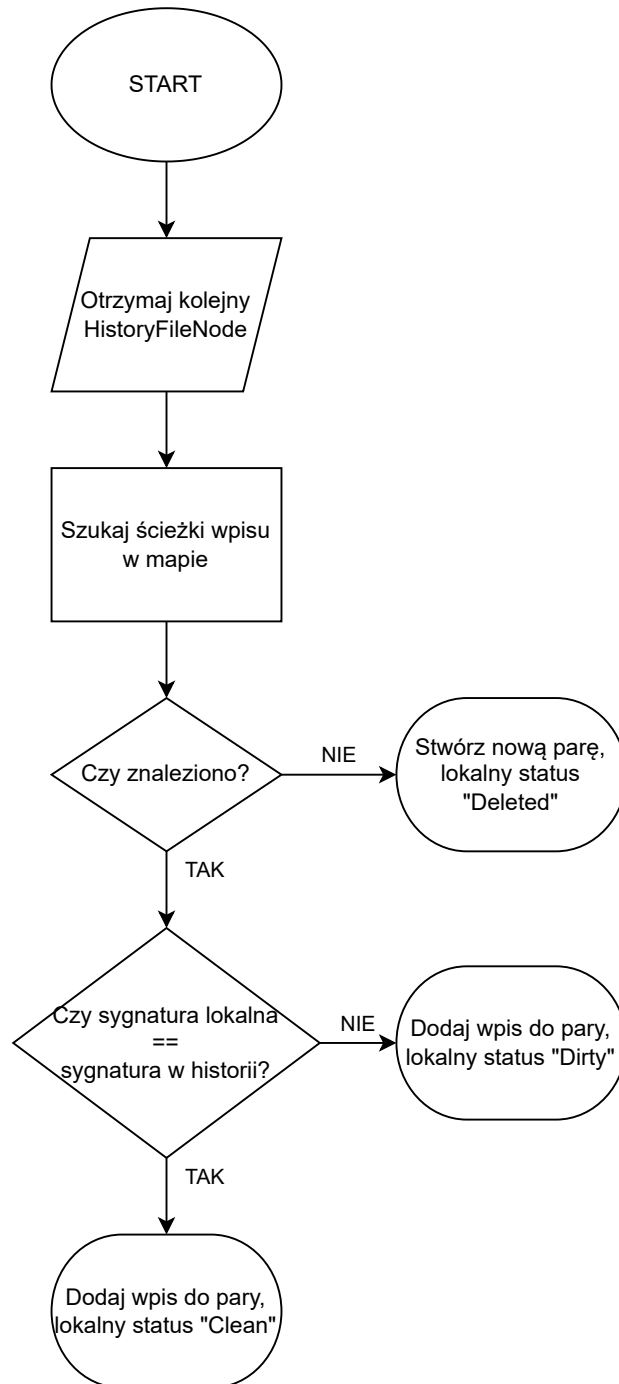 START
Otrzymaj kolejny
HistoryFileNode
Szukaj ścieżki wpisu
w mapie
Czy znaleziono?
NIE
Stwórz nową parę,
lokalny status
"Deleted"
TAK
Czy sygnatura lokalna
==
sygnatura w historii?
NIE
Dodaj wpis do pary,
lokalny status "Dirty"
TAK
Dodaj wpis do pary,
lokalny status "Clean"